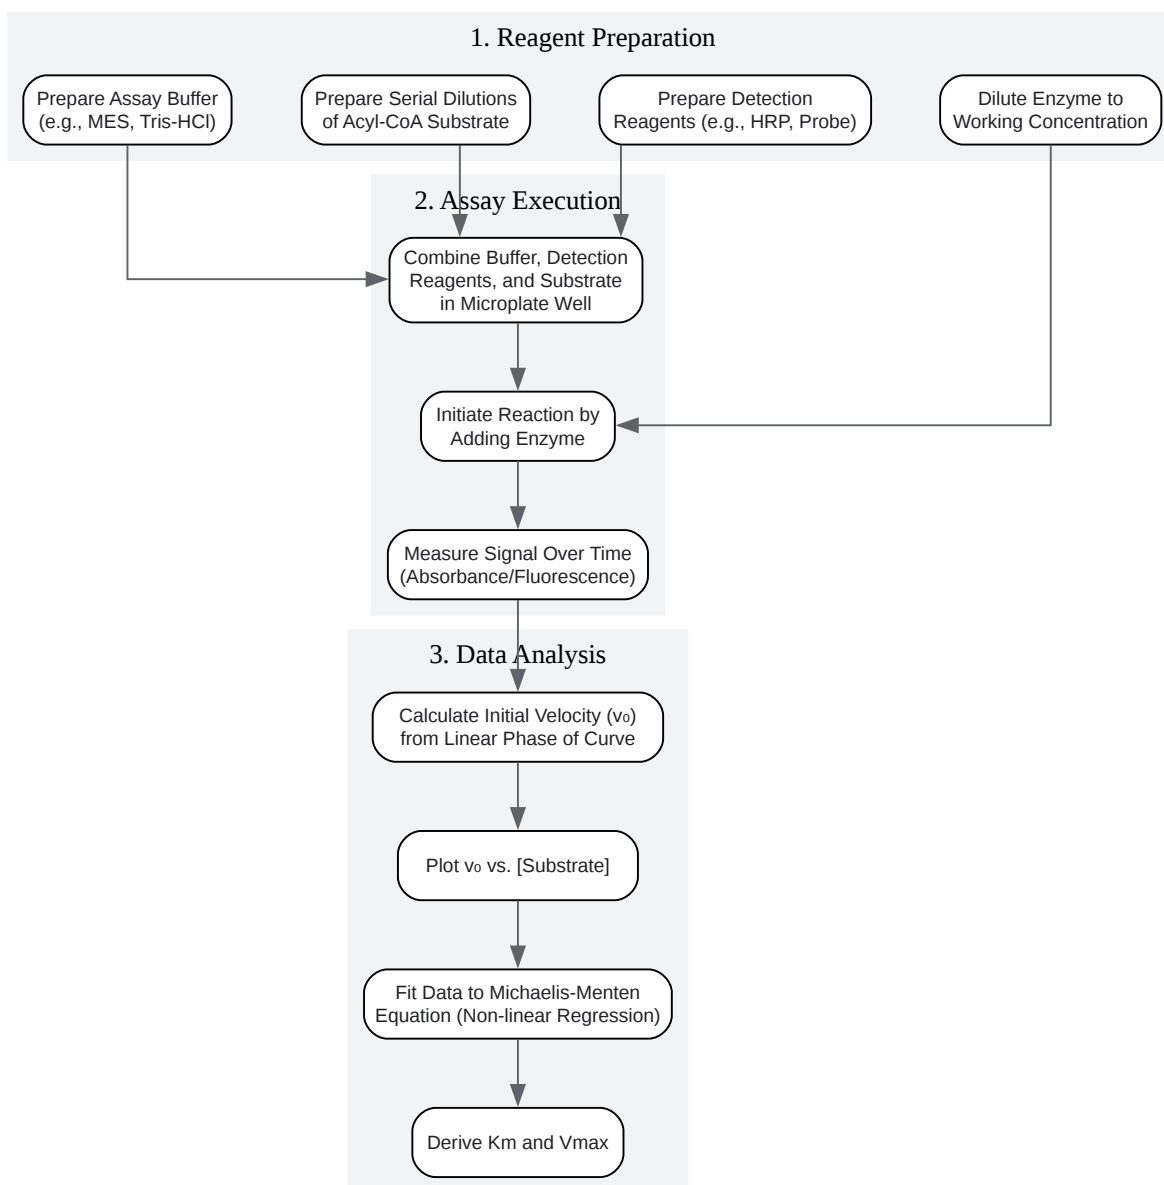 1. Reagent Preparation
Prepare Assay Buffer
(e.g., MES, Tris-HCl)
Prepare Serial Dilutions
of Acyl-CoA Substrate
Prepare Detection
Reagents (e.g., HRP, Probe)
Dilute Enzyme to
Working Concentration
2. Assay Execution
Combine Buffer, Detection
Reagents, and Substrate
in Microplate Well
Initiate Reaction by
Adding Enzyme
Measure Signal Over Time
(Absorbance/Fluorescence)
3. Data Analysis
Calculate Initial Velocity (v₀)
from Linear Phase of Curve
Plot v₀ vs. [Substrate]
Fit Data to Michaelis-Menten
Equation (Non-linear Regression)
Derive Km and Vmax